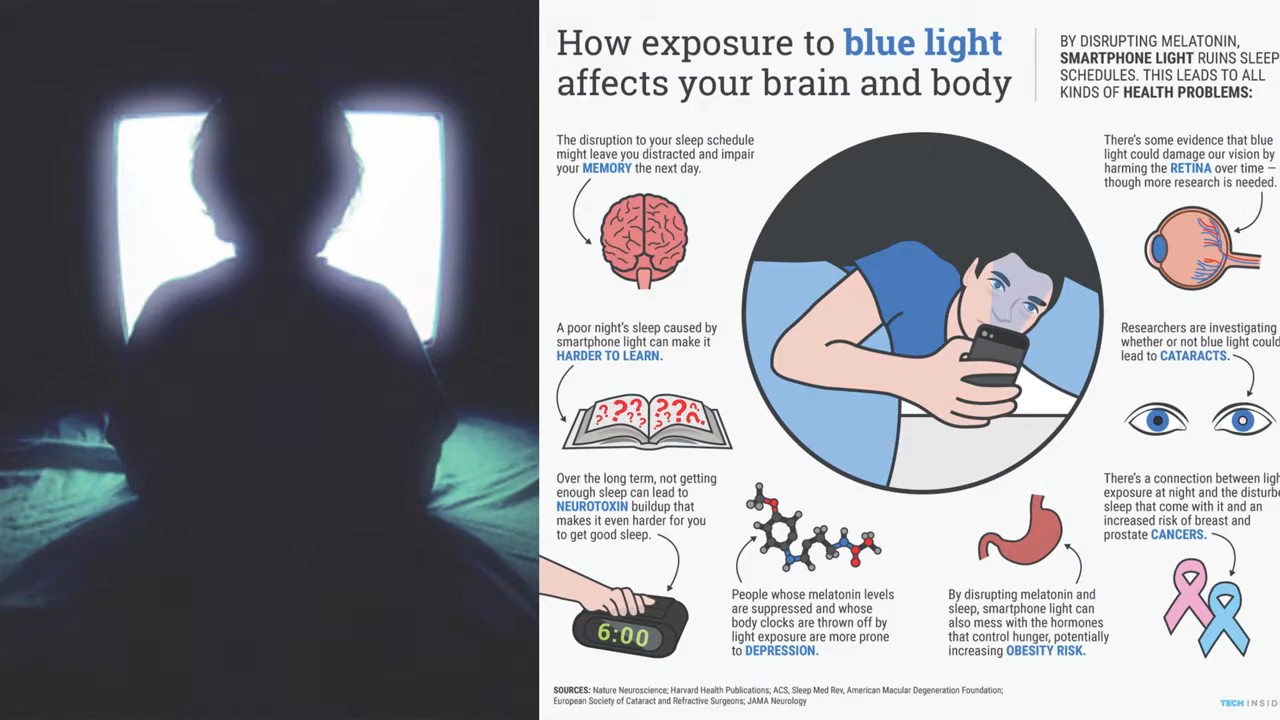 How exposure to blue light
affects your brain and body
BY DISRUPTING MELATONIN,
SMARTPHONE LIGHT RUINS SLEEP
SCHEDULES. THIS LEADS TO ALL
KINDS OF HEALTH PROBLEMS:
The disruption to your sleep schedule
might leave you distracted and impair
your MEMORY the next day.
There's some evidence that blue
light could damage our vision by
harming the RETINA over time –
though more research is needed.
A poor night's sleep caused by
smartphone light can make it
HARDER TO LEARN.
???? ????
Researchers are investigating
whether or not blue light could
lead to CATARACTS.
Over the long term, not getting
enough sleep can lead to
NEUROTOXIN buildup that
makes it even harder for you
to get good sleep.
6:00
People whose melatonin levels
are suppressed and whose
body clocks are thrown off by
light exposure are more prone
to DEPRESSION.
By disrupting melatonin and
sleep, smartphone light can
also mess with the hormones
that control hunger, potentially
increasing OBESITY RISK.
There's a connection between ligh
exposure at night and the disturb
sleep that come with it and an
increased risk of breast and
prostate CANCERS.
SOURCES: Nature Neuroscience; Harvard Health Publications; ACS, Sleep Med Rev, American Macular Degeneration Foundation;
European Society of Cataract and Refractive Surgeons; JAMA Neurology
TECH INSID